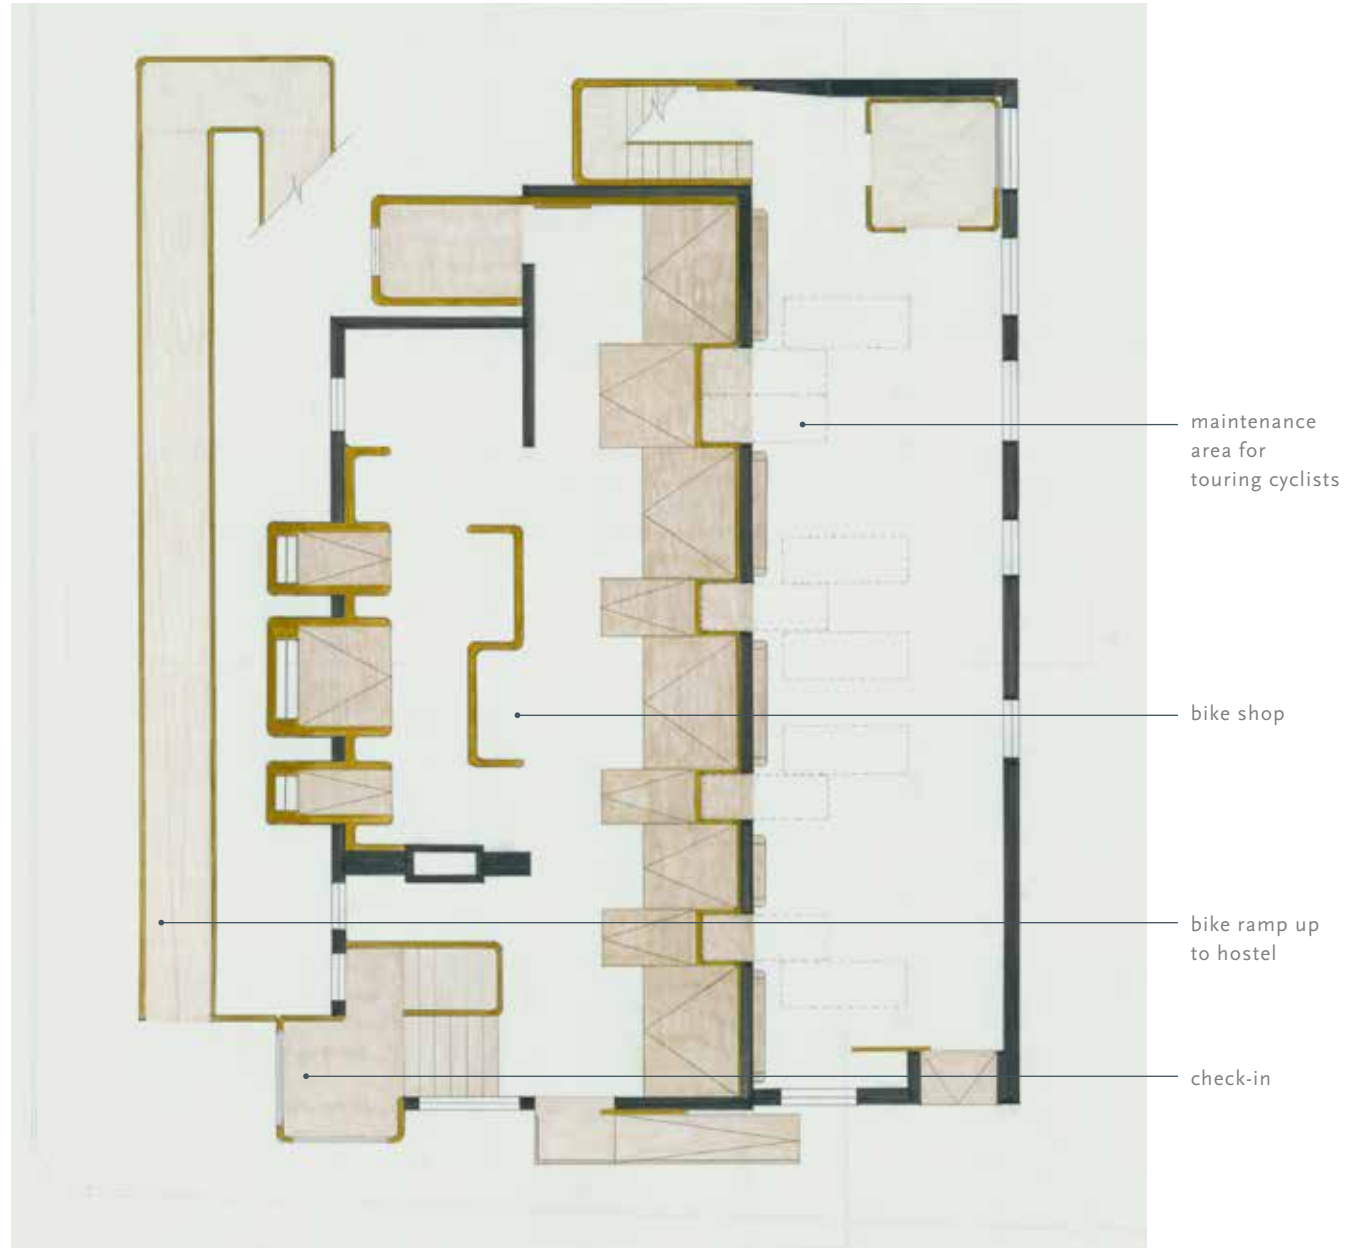 maintenance
area for
touring cyclists
bike shop
bike ramp up
to hostel
check-in